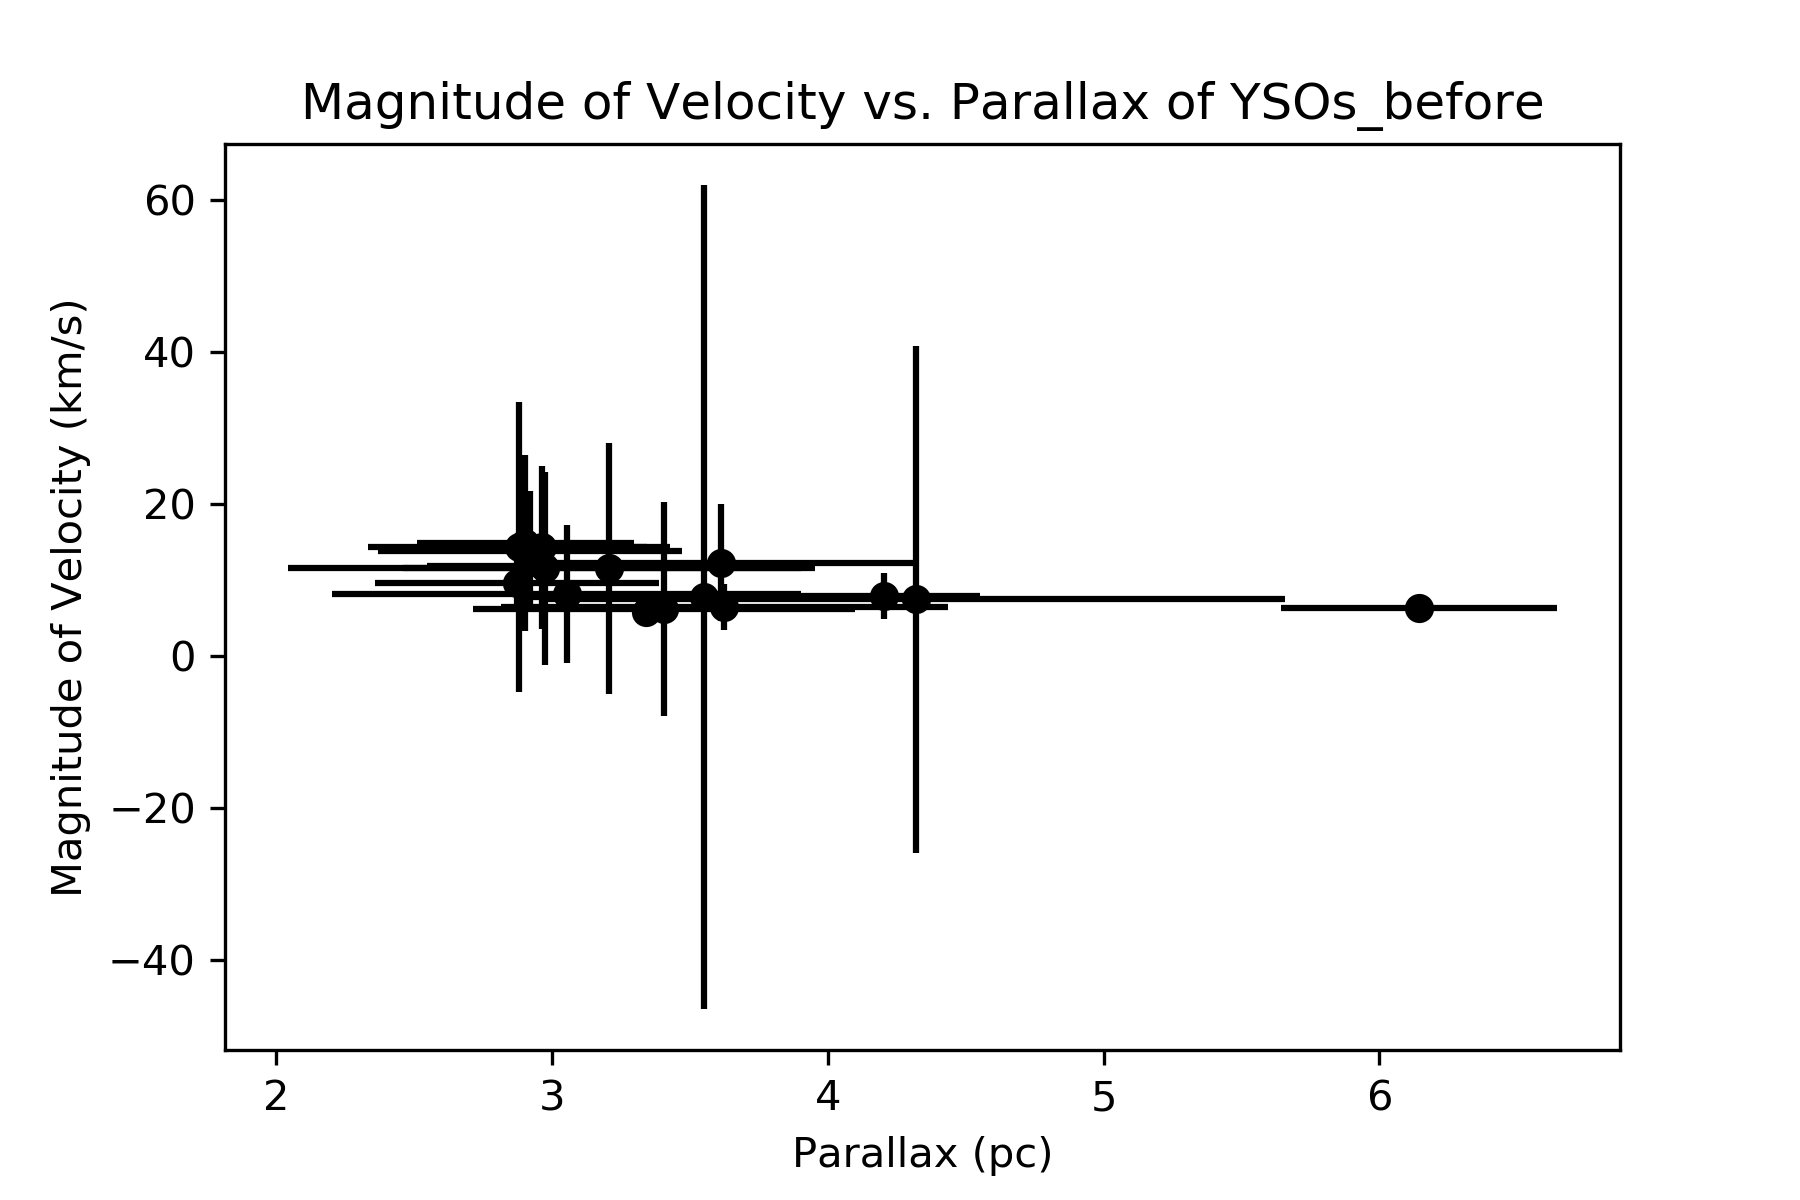 Magnitude of Velocity vs. Parallax of YSOs_before
Magnitude of Velocity (km/s)
60
40
20
0
−20
−40
2 3 4 5 6
Parallax (pc)